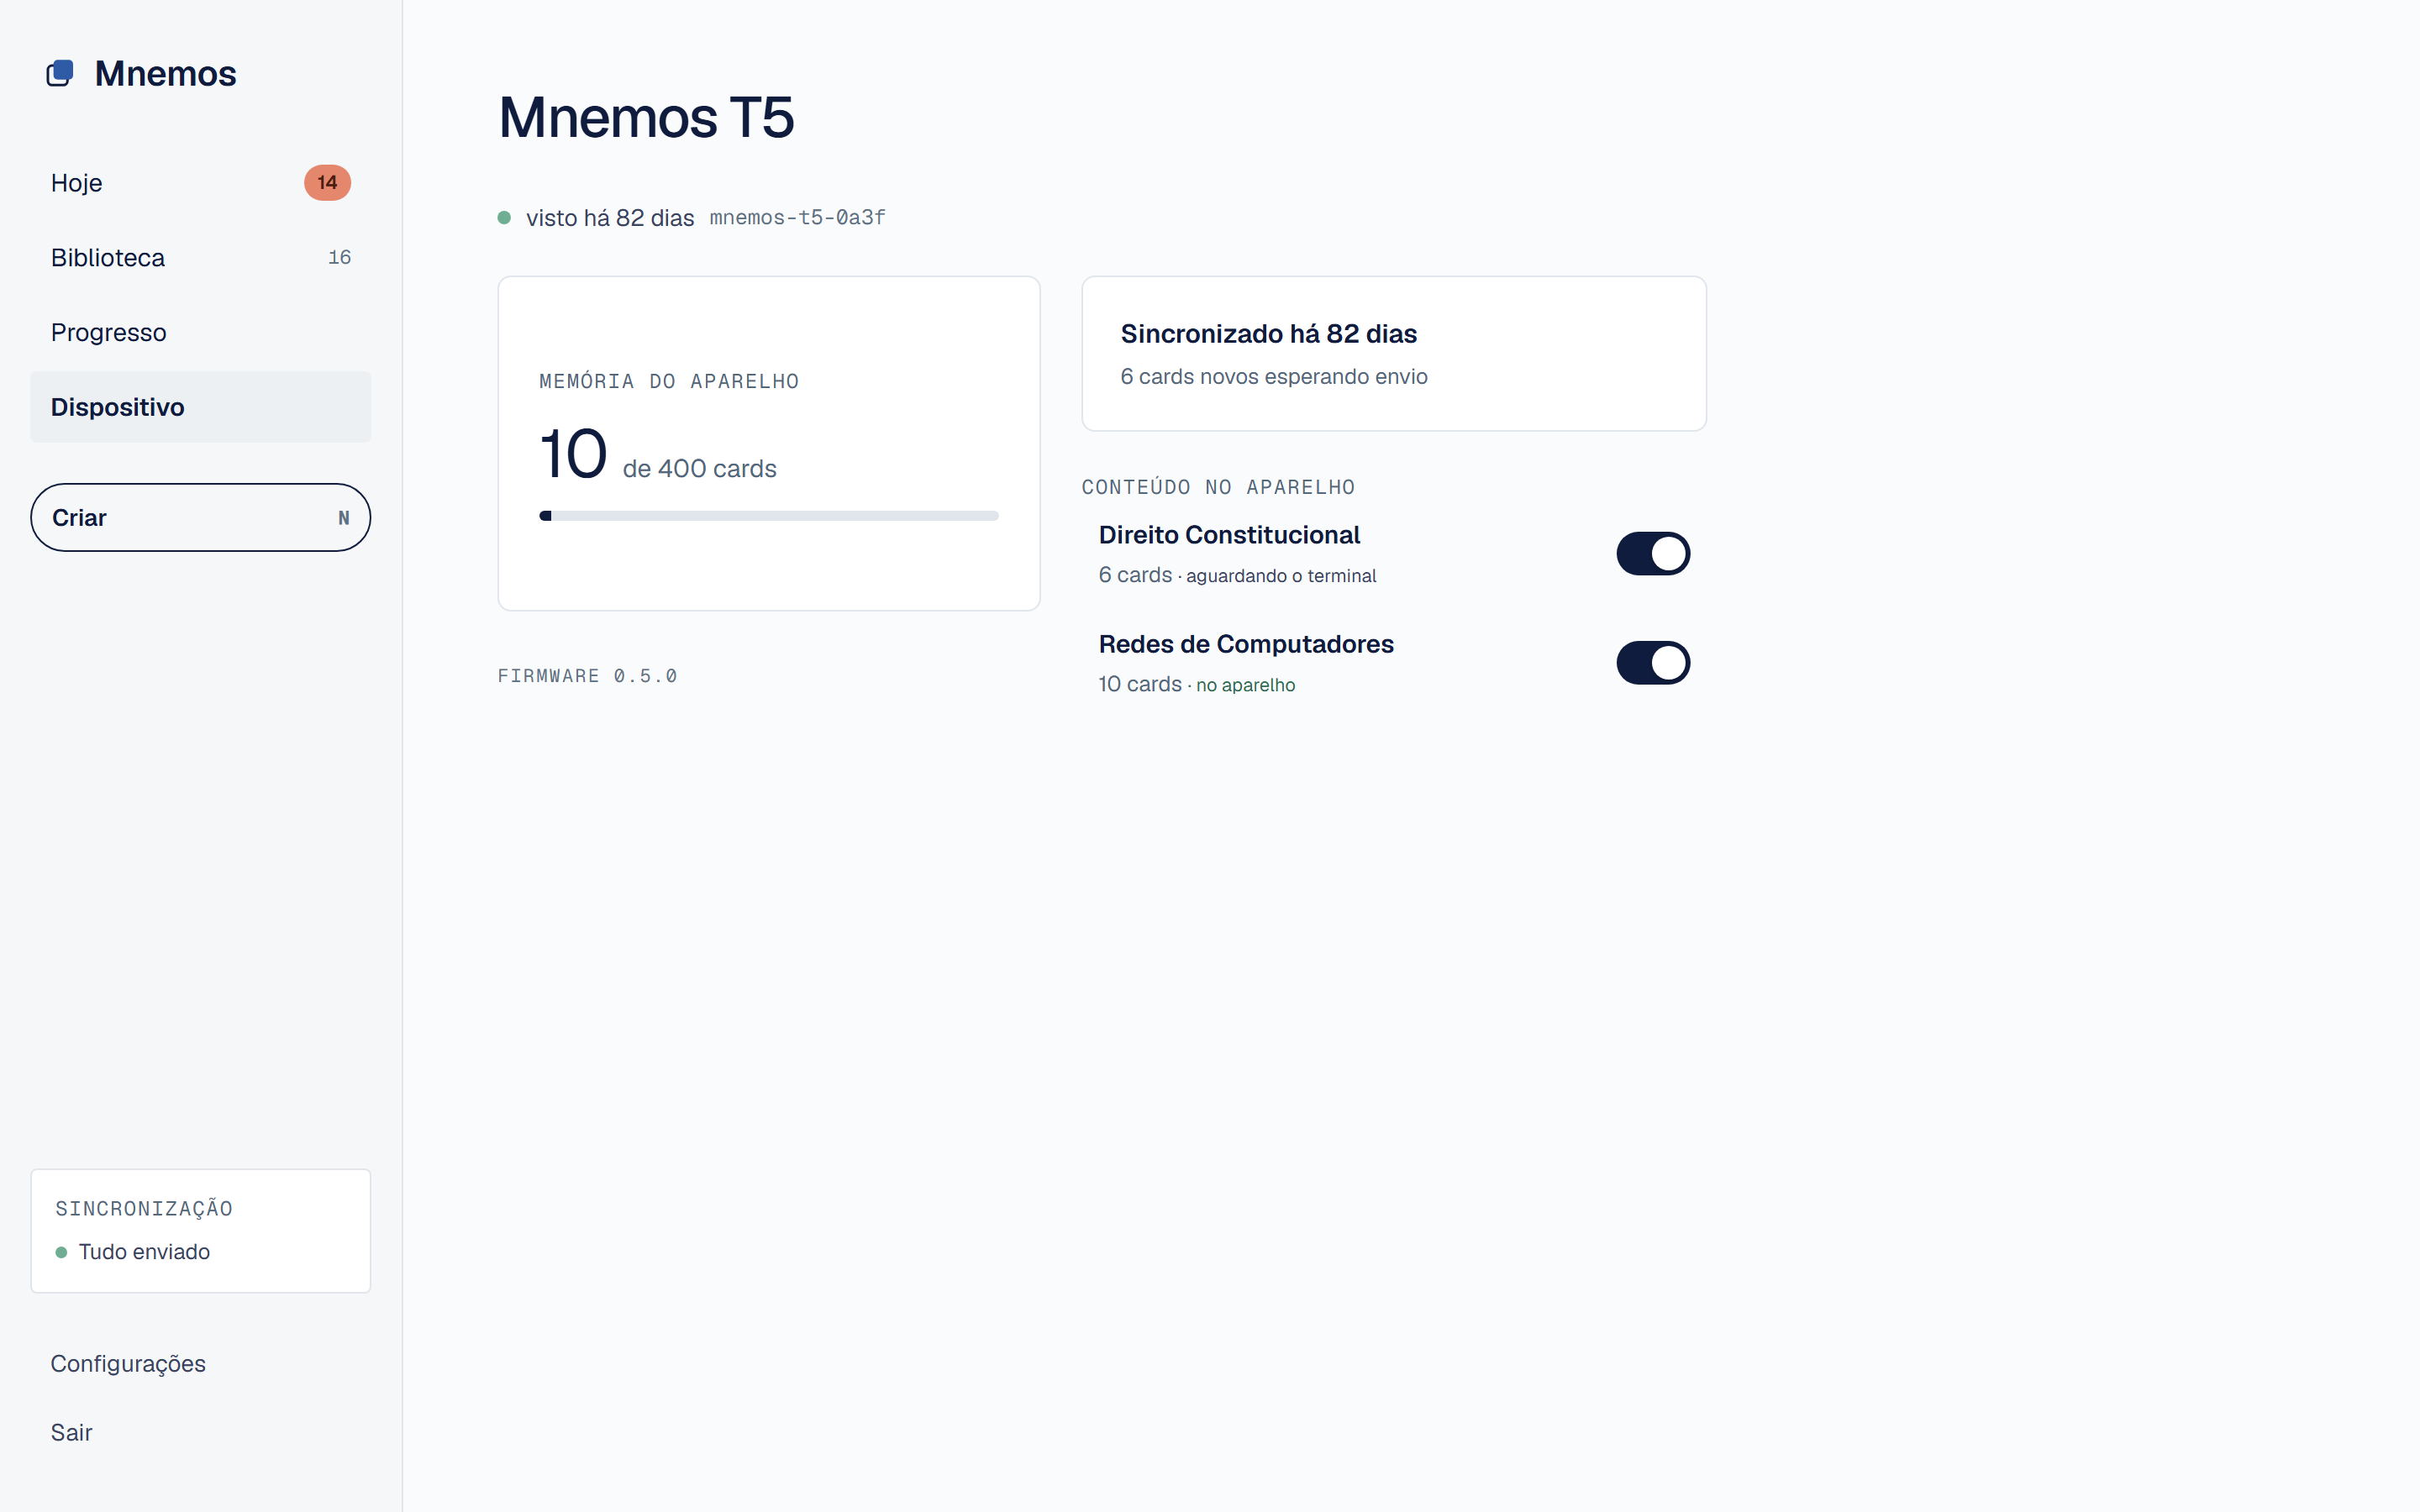 Mnemos
Hoje 14
Biblioteca 16
Progresso
Dispositivo
Criar N
SINCRONIZAÇÃO
Tudo enviado
Configurações
Sair
Mnemos T5
visto há 82 dias mnemos-t5-0a3f
MEMÓRIA DO APARELHO
10 de 400 cards
FIRMWARE 0.5.0
Sincronizado há 82 dias
6 cards novos esperando envio
CONTEÚDO NO APARELHO
Direito Constitucional
6 cards · aguardando o terminal
Redes de Computadores
10 cards · no aparelho